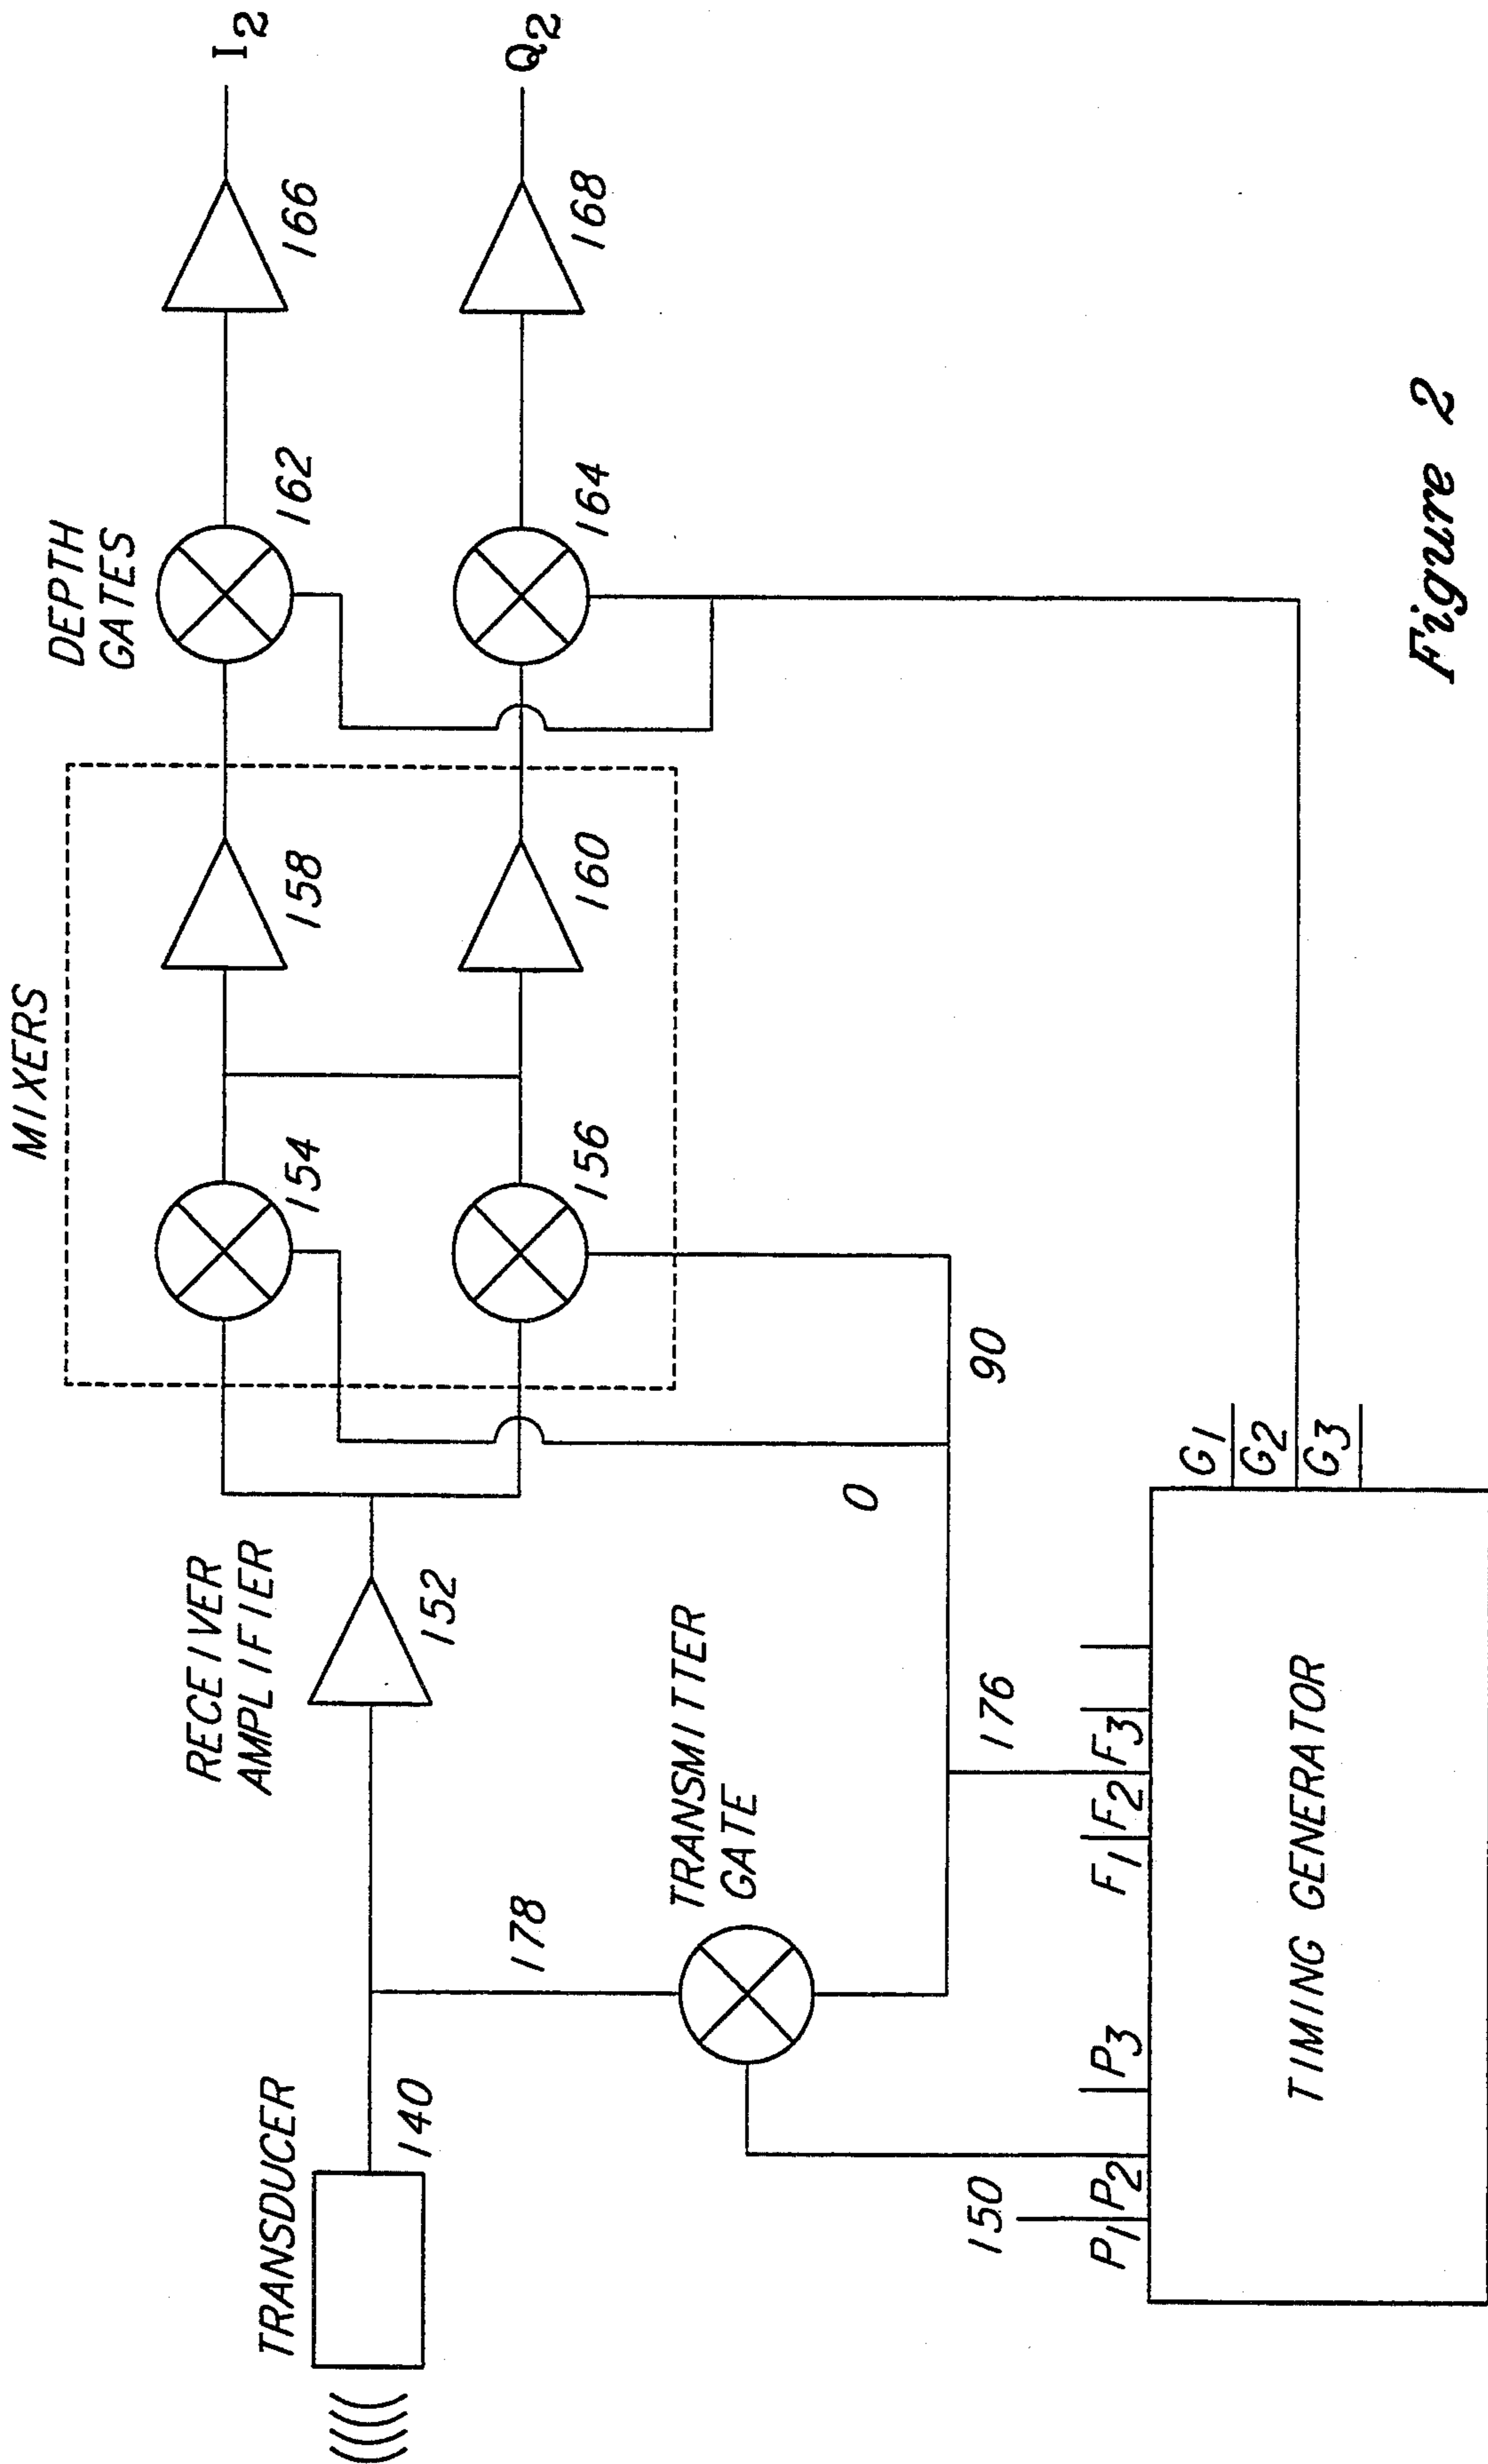 TRANSDUCER
140
RECEIVER
AMPLIFIER
152
MIXERS
154
156
158
160
DEPTH
GATES
162
164
166
168
I2
Q2
178
TRANSMITTER
GATE
0
90
176
150
P1
P2
P3
F1
F2
F3
G1
G2
G3
TIMING GENERATOR
Figure 2